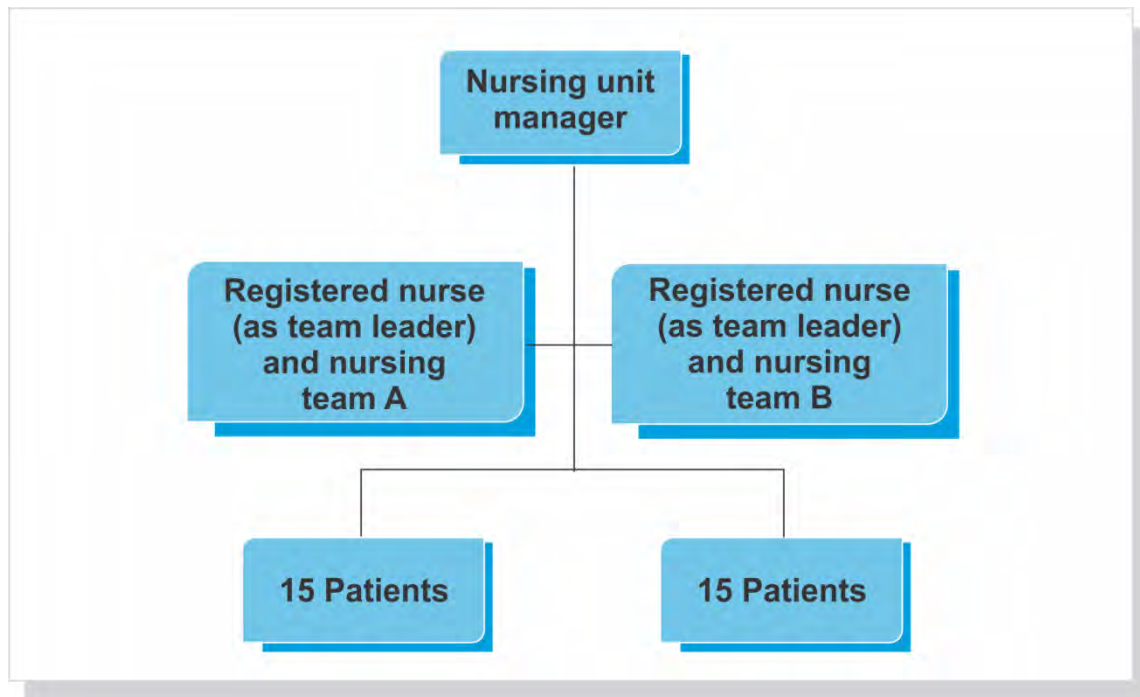 Nursing unit
manager
Registered nurse
(as team leader)
and nursing
team A
Registered nurse
(as team leader)
and nursing
team B
15 Patients
15 Patients